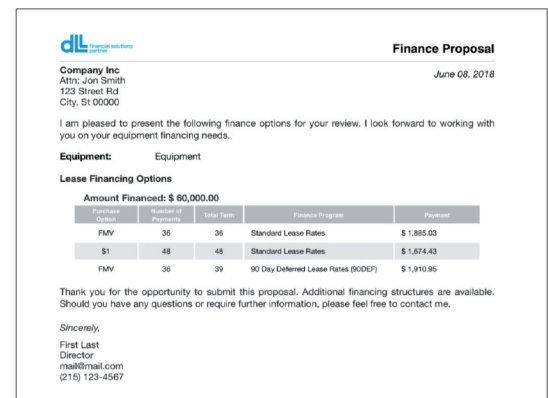 dLL financial solutions
partner
Finance Proposal
Company Inc
Attn: Jon Smith
123 Street Rd
City, St 00000
June 08, 2018
I am pleased to present the following finance options for your review. I look forward to working with
you on your equipment financing needs.
Equipment: Equipment
Lease Financing Options
Amount Financed: $ 60,000.00
Purchase Option Number of Payments Total Term Finance Program Payment
FMV 36 36 Standard Lease Rates $ 1,885.03
$1 48 48 Standard Lease Rates $ 1,674.43
FMV 36 39 90 Day Deferred Lease Rates (90DEF) $ 1,910.95
Thank you for the opportunity to submit this proposal. Additional financing structures are available.
Should you have any questions or require further information, please feel free to contact me.
Sincerely,
First Last
Director
mail@mail.com
(215) 123-4567